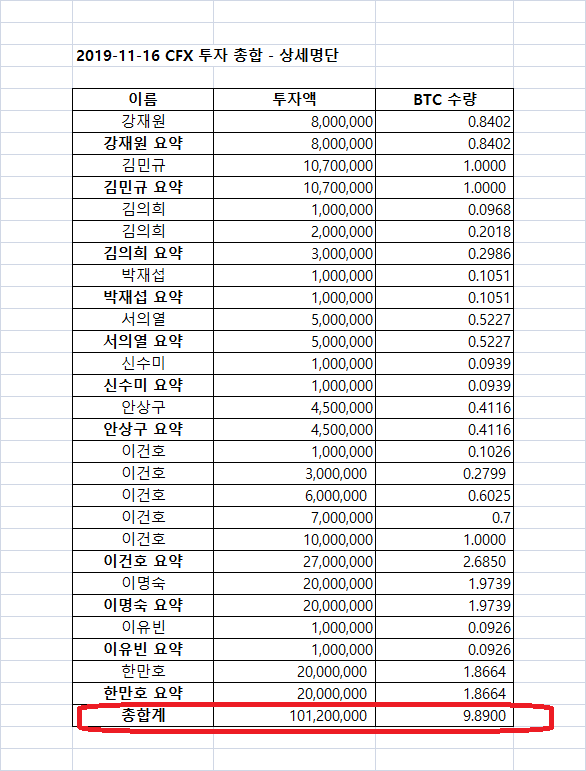 2019-11-16 CFX 투자 종합 - 상세명단
이름 투자액 BTC 수량
강재원 8,000,000 0.8402
강재원 요약 8,000,000 0.8402
김민규 10,700,000 1.0000
김민규 요약 10,700,000 1.0000
김의희 1,000,000 0.0968
김의희 2,000,000 0.2018
김의희 요약 3,000,000 0.2986
박재섭 1,000,000 0.1051
박재섭 요약 1,000,000 0.1051
서의열 5,000,000 0.5227
서의열 요약 5,000,000 0.5227
신수미 1,000,000 0.0939
신수미 요약 1,000,000 0.0939
안상구 4,500,000 0.4116
안상구 요약 4,500,000 0.4116
이건호 1,000,000 0.1026
이건호 3,000,000 0.2799
이건호 6,000,000 0.6025
이건호 7,000,000 0.7
이건호 10,000,000 1.0000
이건호 요약 27,000,000 2.6850
이명숙 20,000,000 1.9739
이명숙 요약 20,000,000 1.9739
이유빈 1,000,000 0.0926
이유빈 요약 1,000,000 0.0926
한만호 20,000,000 1.8664
한만호 요약 20,000,000 1.8664
총합계 101,200,000 9.8900